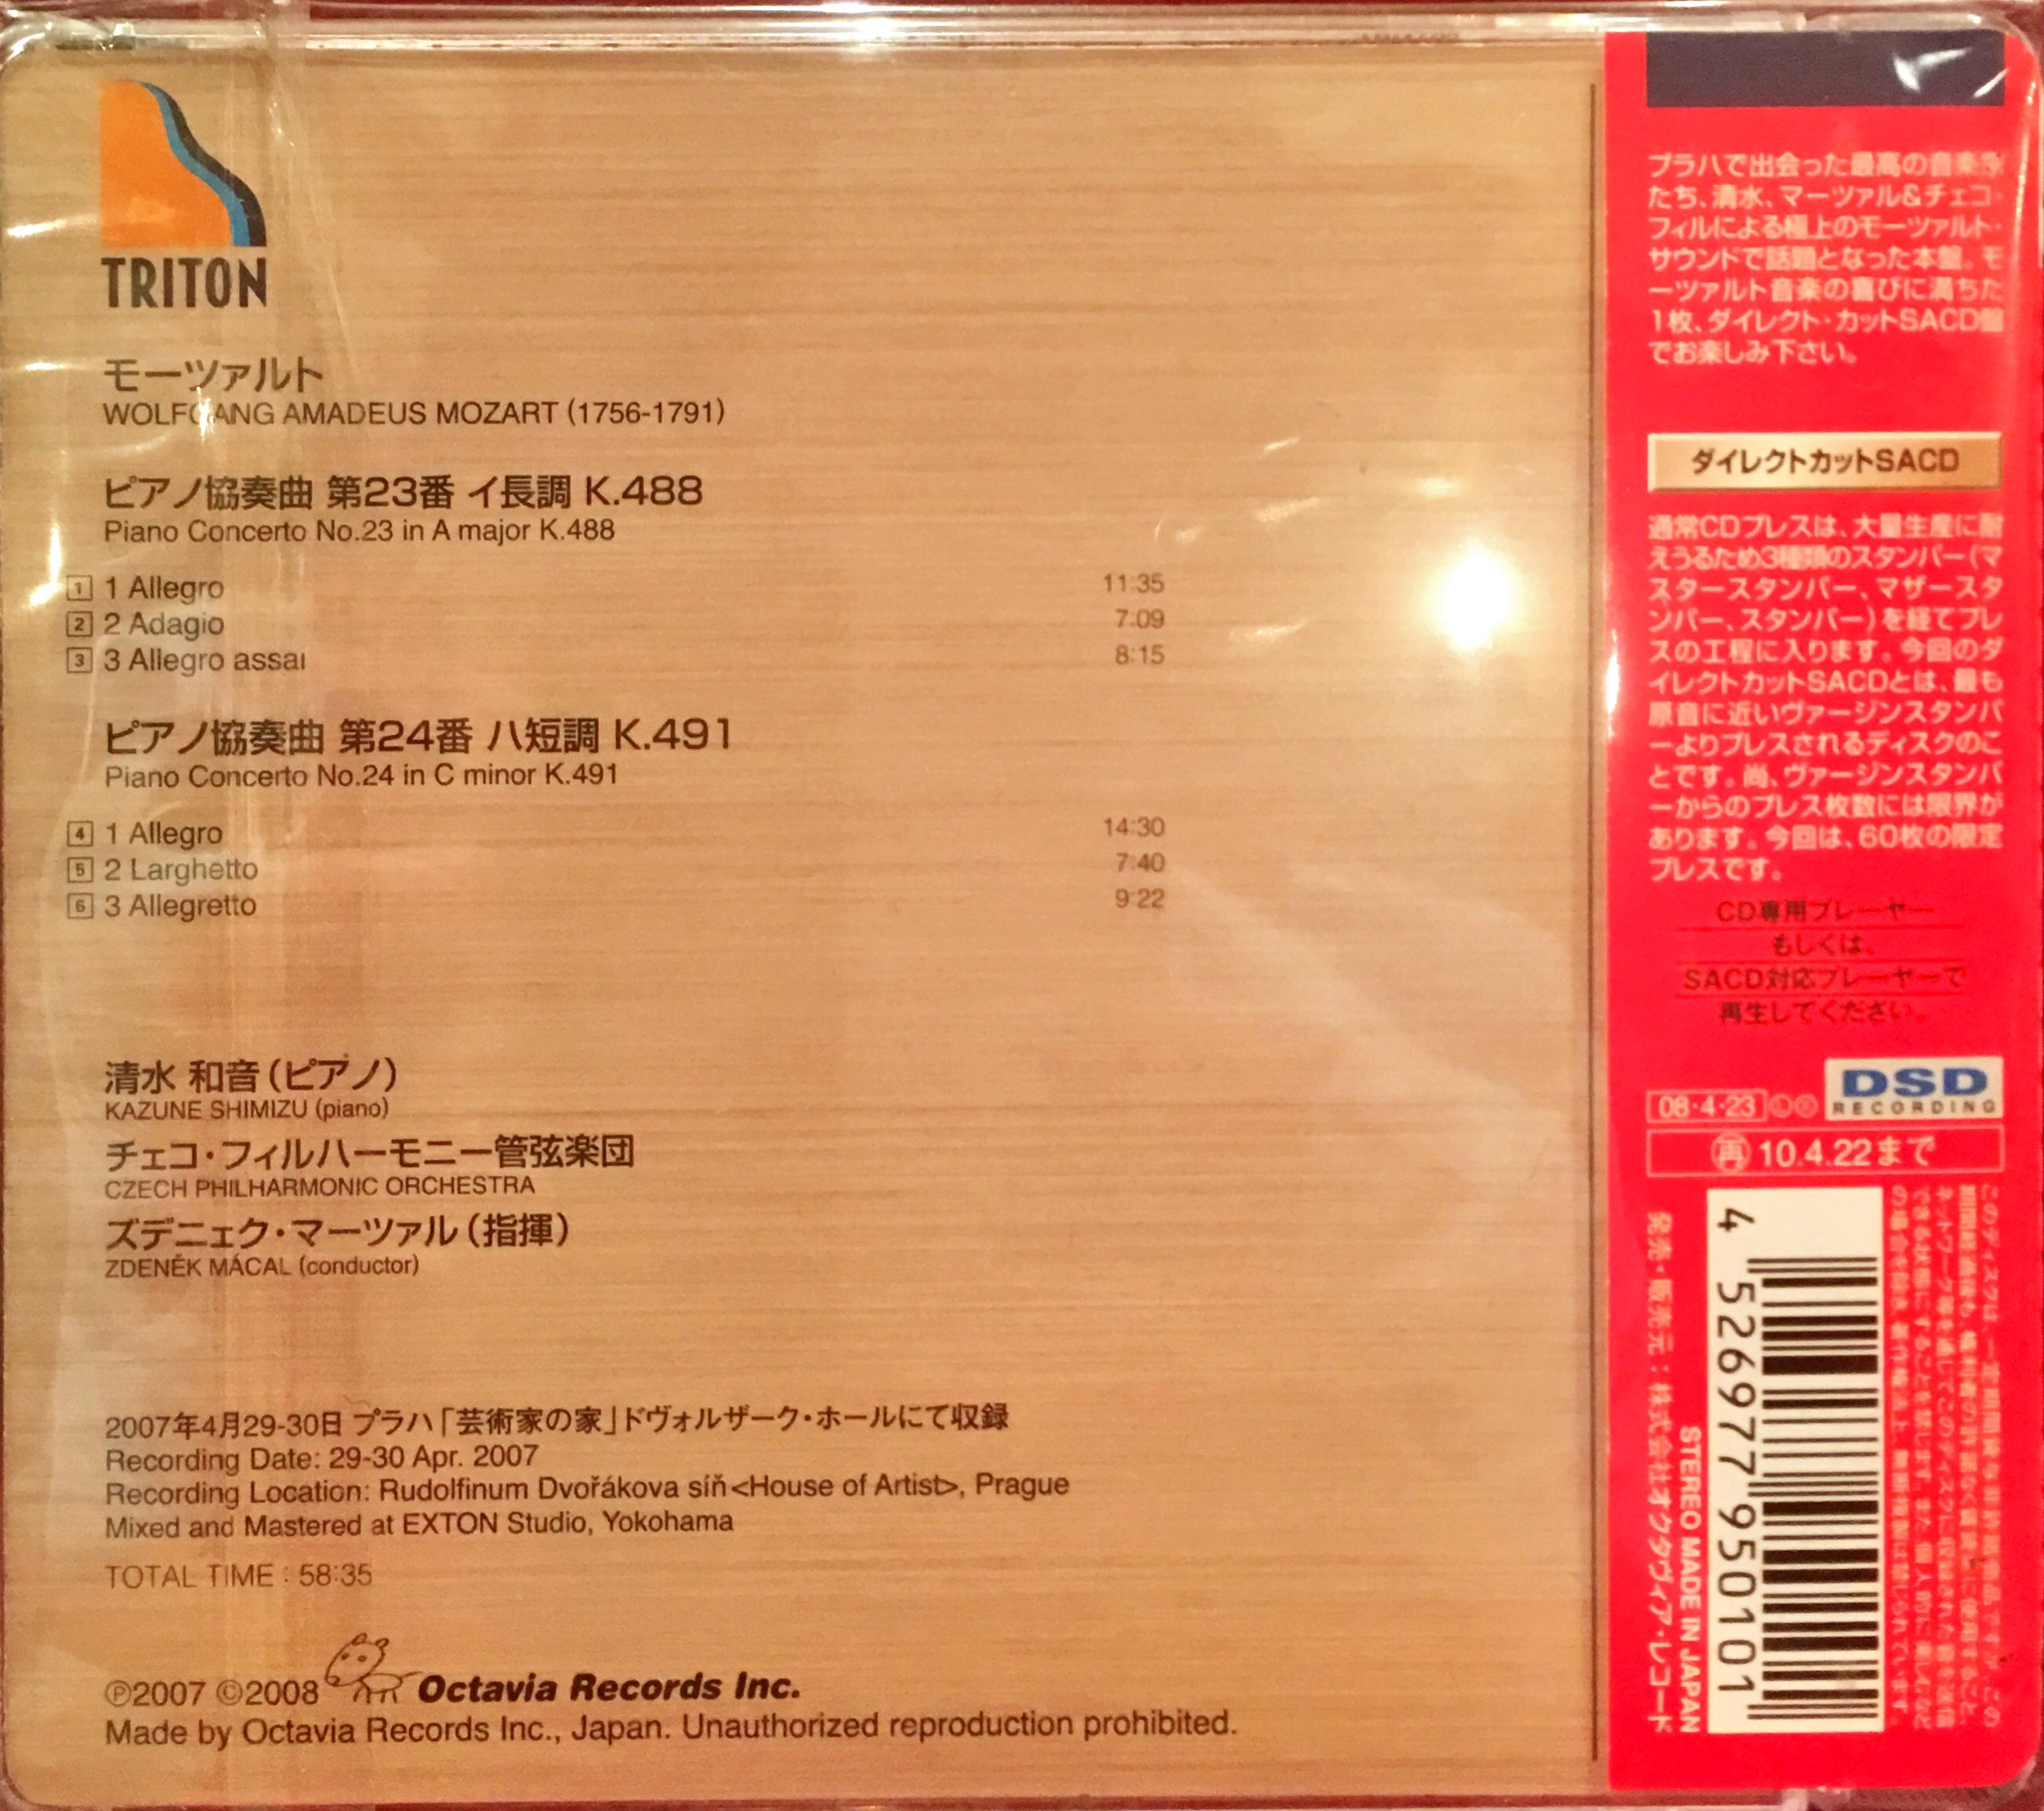 TRITON
モーツァルト
WOLFGANG AMADEUS MOZART (1756-1791)
ピアノ協奏曲 第23番 イ長調 K.488
Piano Concerto No.23 in A major K.488
1 1 Allegro 11:35
2 2 Adagio 7:09
3 3 Allegro assai 8:15
ピアノ協奏曲 第24番 ハ短調 K.491
Piano Concerto No.24 in C minor K.491
4 1 Allegro 14:30
5 2 Larghetto 7:40
6 3 Allegretto 9:22
清水 和音(ピアノ)
KAZUNE SHIMIZU (piano)
チェコ・フィルハーモニー管弦楽団
CZECH PHILHARMONIC ORCHESTRA
ズデニェク・マーツァル(指揮)
ZDENĚK MÁCAL (conductor)
2007年4月29-30日 プラハ「芸術家の家」ドヴォルザーク・ホールにて収録
Recording Date: 29-30 Apr. 2007
Recording Location: Rudolfinum Dvořákova síň<House of Artist>, Prague
Mixed and Mastered at EXTON Studio, Yokohama
TOTAL TIME : 58:35
℗2007 ©2008 Octavia Records Inc.
Made by Octavia Records Inc., Japan. Unauthorized reproduction prohibited.
プラハで出会った最高の音楽家
たち、清水、マーツァル&チェコ・
フィルによる極上のモーツァルト・
サウンドで話題となった本盤。モ
ーツァルト音楽の喜びに満ちた
1枚、ダイレクト・カットSACD盤
でお楽しみ下さい。
ダイレクトカットSACD
通常CDプレスは、大量生産に耐
えうるため3種類のスタンパー(マ
スタースタンパー、マザースタ
ンパー、スタンパー)を経てプレ
スの工程に入ります。今回のダ
イレクトカットSACDとは、最も
原音に近いヴァージンスタンパ
ーよりプレスされるディスクのこ
とです。尚、ヴァージンスタンパ
ーからのプレス枚数には限界が
あります。今回は、60枚の限定
プレスです。
CD専用プレーヤー
もしくは、
SACD対応プレーヤーで
再生してください。
DSD
RECORDING
08・4・23
再 10.4.22まで
4 526977 950101
STEREO MADE IN JAPAN
発売・販売元:株式会社オクタヴィア・レコード